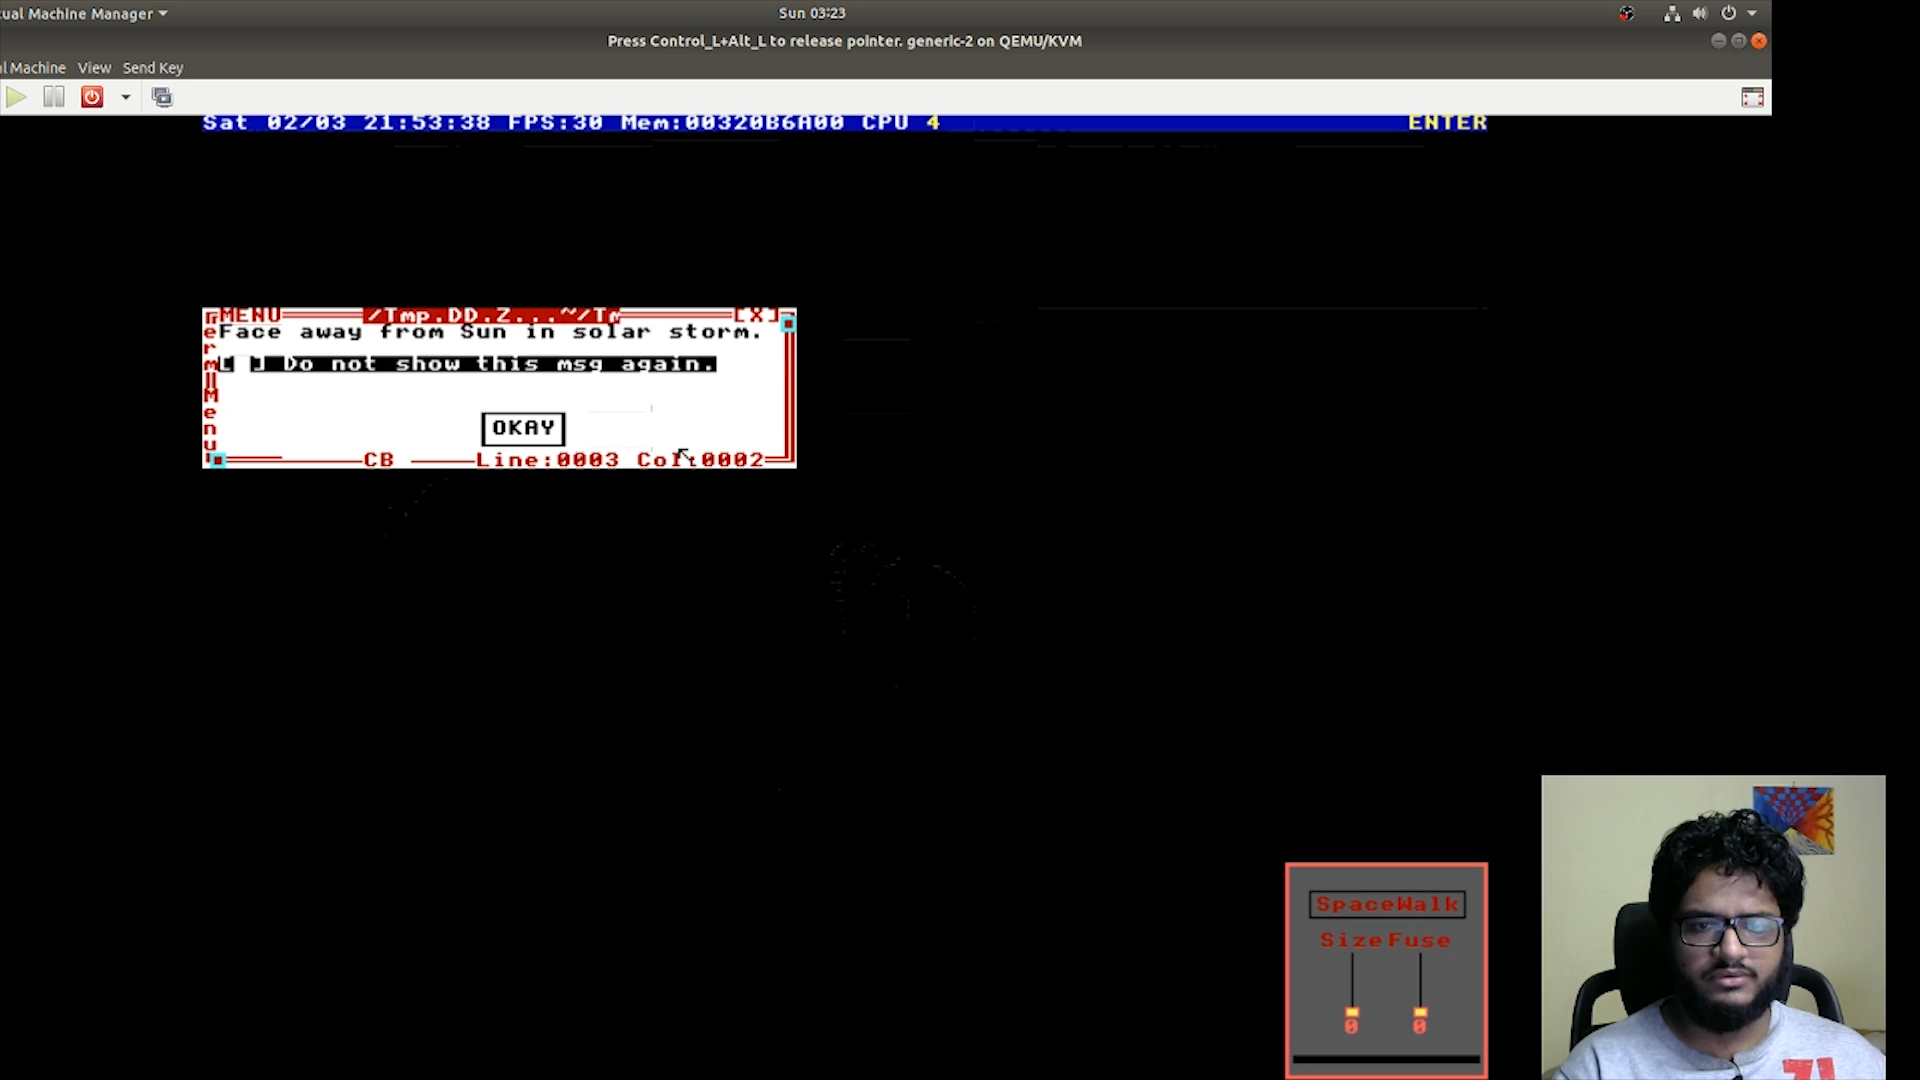 ual Machine Manager
Sun 03:23
Press Control_L+Alt_L to release pointer. generic-2 on QEMU/KVM
l Machine View Send Key
Sat 02/03 21:53:38 FPS:30 Mem:00320B6A00 CPU 4 ENTER
MENU /Tmp.DD.Z...~/Tm [X]
Face away from Sun in solar storm.
[ ] Do not show this msg again.
Term Menu
OKAY
CB Line:0003 Col:0002
SpaceWalk
Size Fuse
0 0